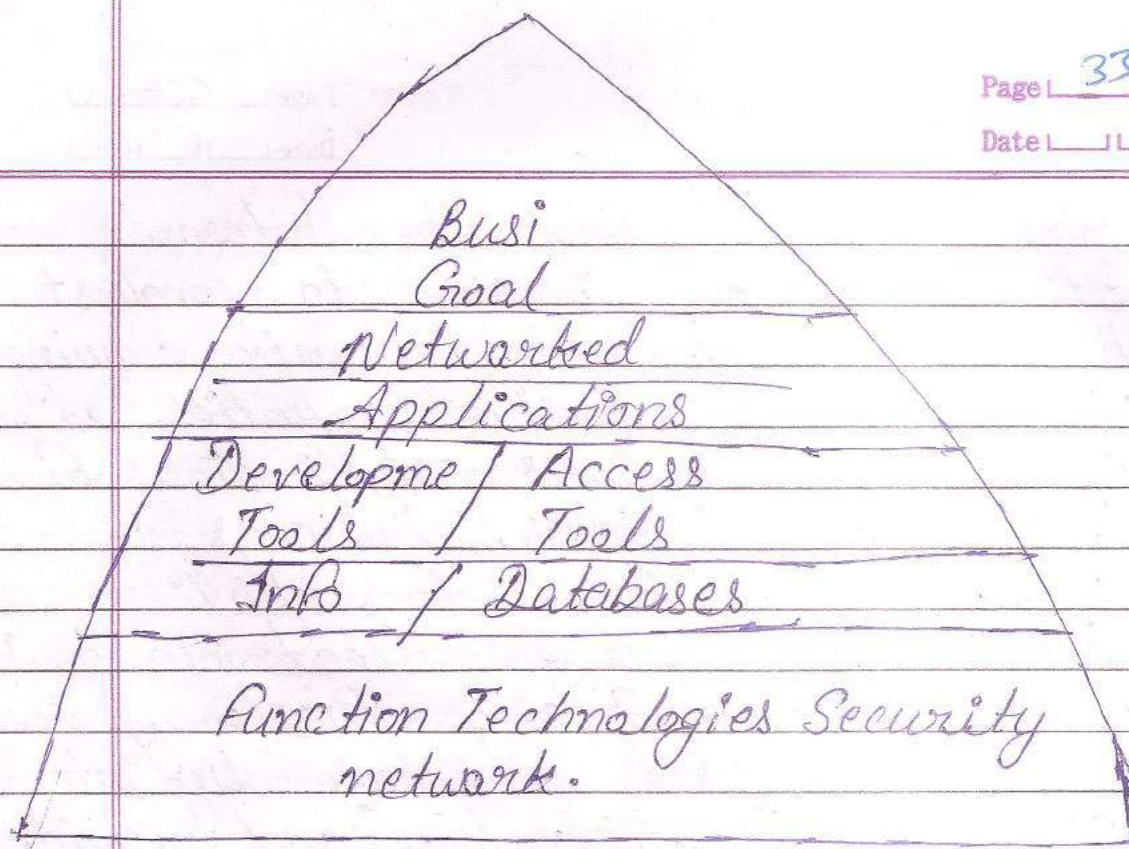 Page 33
Date
Busi
Goal
Networked
Applications
Developme / Access
Tools / Tools
Info / Databases
Function Technologies Security
network.